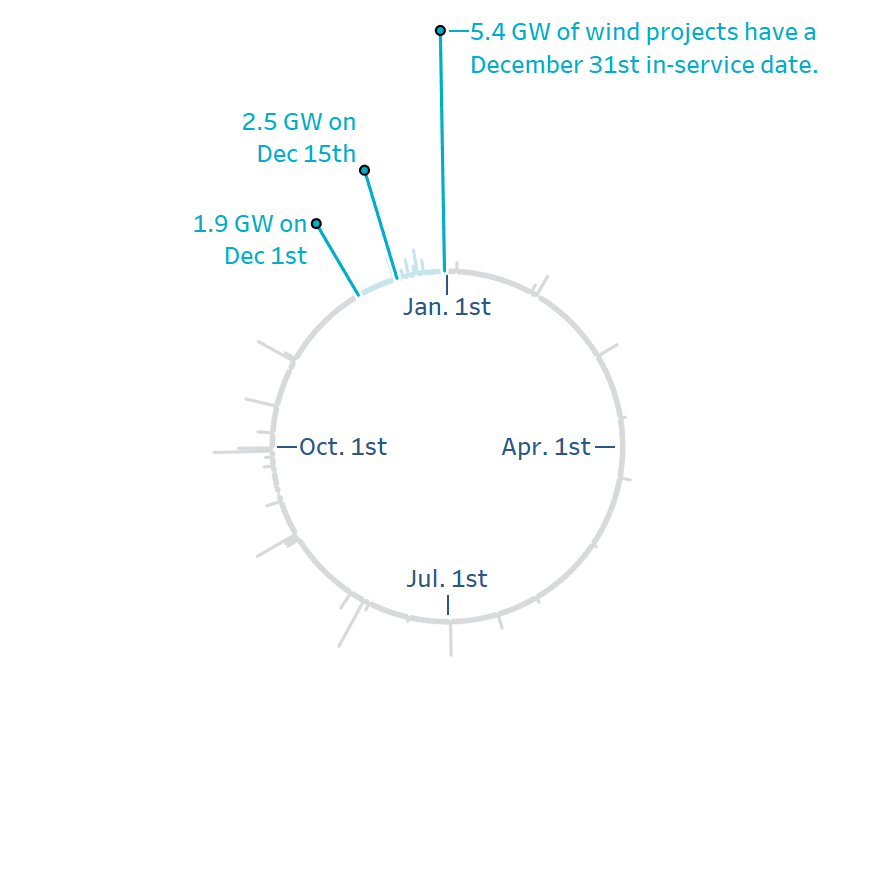 5.4 GW of wind projects have a
December 31st in-service date.
2.5 GW on
Dec 15th
1.9 GW on
Dec 1st
Jan. 1st
Oct. 1st
Apr. 1st
Jul. 1st